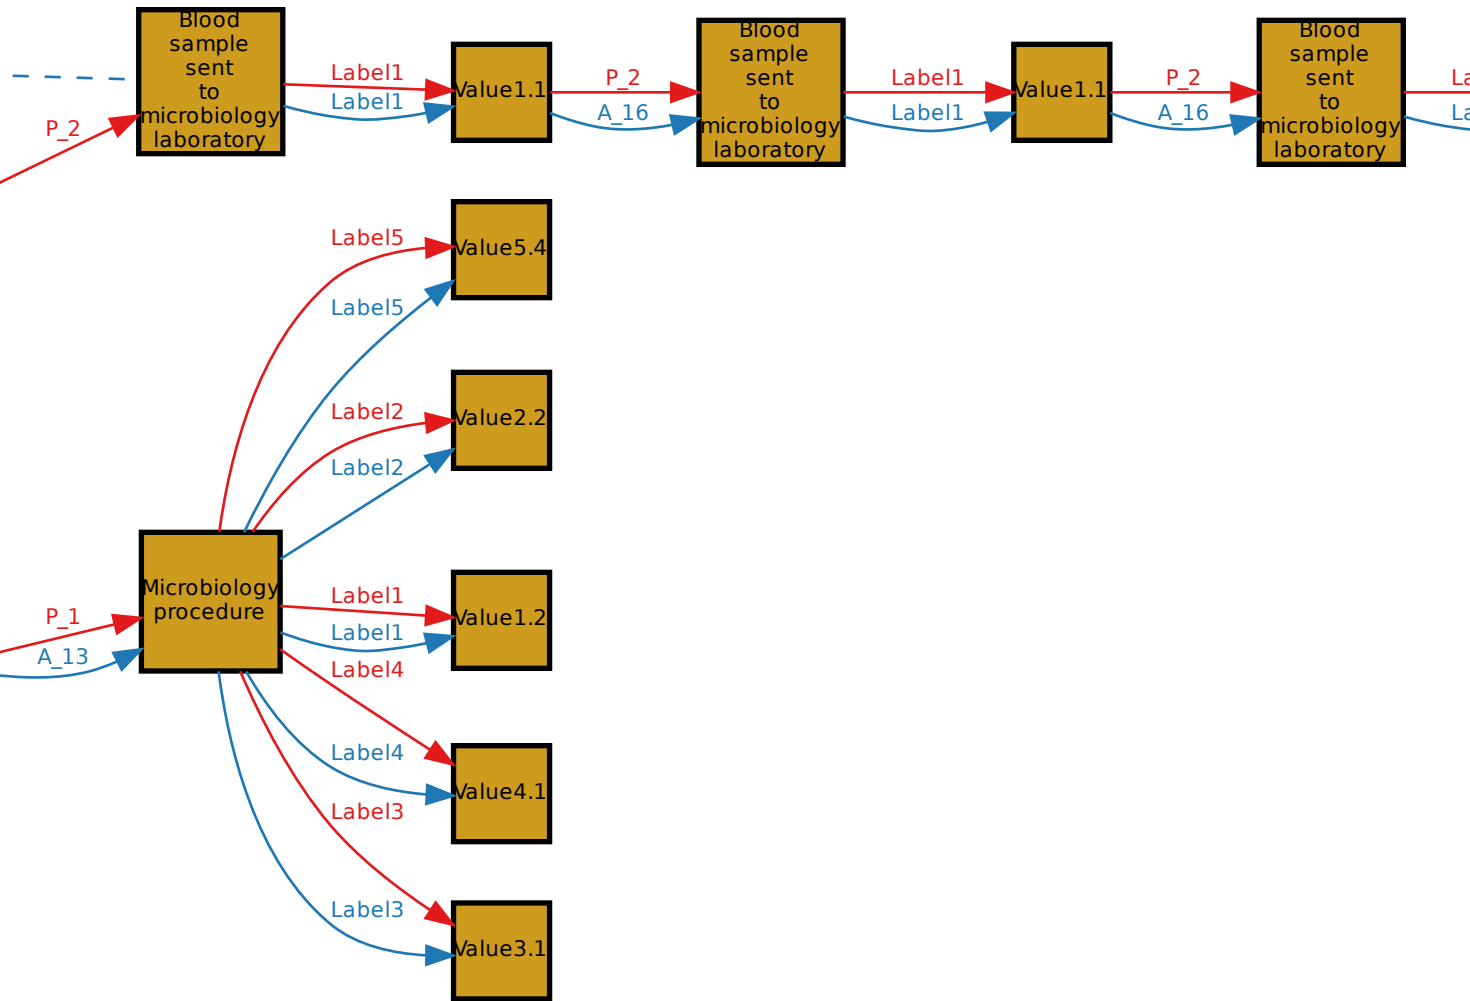 Blood
sample
sent
to
microbiology
laboratory
Label1
Label1
Value1.1
P_2
A_16
Blood
sample
sent
to
microbiology
laboratory
Label1
Label1
Value1.1
P_2
A_16
Blood
sample
sent
to
microbiology
laboratory
La
La
P_2
Label5
Value5.4
Label5
Label2
Value2.2
Label2
Microbiology
procedure
P_1
A_13
Label1
Value1.2
Label1
Label4
Label4
Value4.1
Label3
Label3
Value3.1